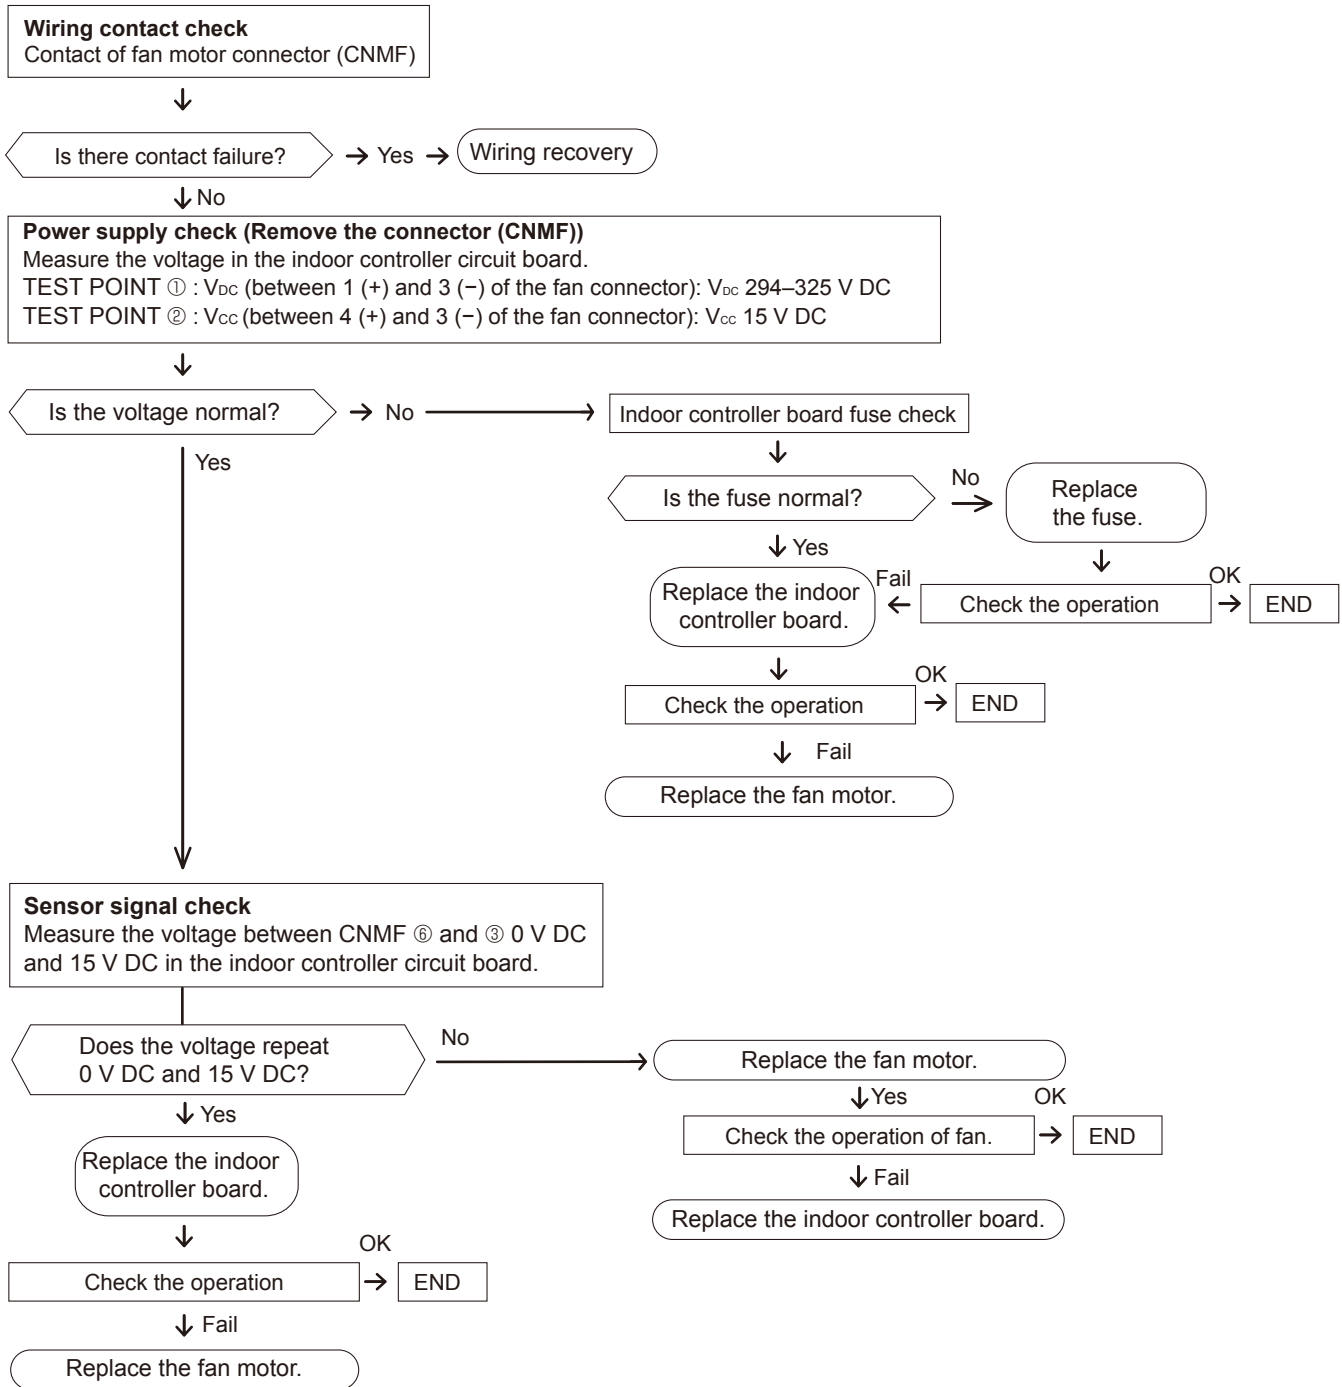 Wiring contact check
Contact of fan motor connector (CNMF)
Is there contact failure?
Yes
Wiring recovery
No
Power supply check (Remove the connector (CNMF))
Measure the voltage in the indoor controller circuit board.
TEST POINT ① : VDC (between 1 (+) and 3 (−) of the fan connector): VDC 294–325 V DC
TEST POINT ② : VCC (between 4 (+) and 3 (−) of the fan connector): VCC 15 V DC
Is the voltage normal?
No
Indoor controller board fuse check
Yes
Is the fuse normal?
No
Replace
the fuse.
Yes
Replace the indoor
controller board.
Fail
Check the operation
OK
END
Check the operation
OK
END
Fail
Replace the fan motor.
Sensor signal check
Measure the voltage between CNMF ⑥ and ③ 0 V DC
and 15 V DC in the indoor controller circuit board.
Does the voltage repeat
0 V DC and 15 V DC?
No
Replace the fan motor.
Yes
OK
Check the operation of fan.
END
Fail
Replace the indoor controller board.
Yes
Replace the indoor
controller board.
OK
Check the operation
END
Fail
Replace the fan motor.